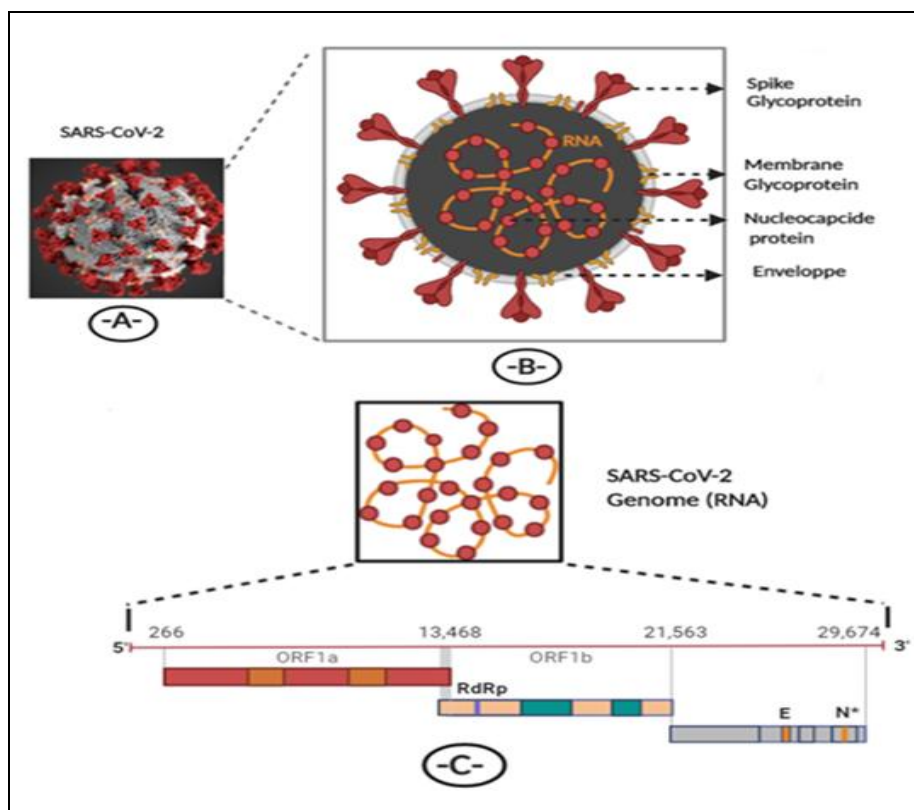 SARS-CoV-2
-A-
Spike
Glycoprotein
RNA
Membrane
Glycoprotein
Nucleocapcide
protein
Enveloppe
-B-
SARS-CoV-2
Genome (RNA)
266 13,468 21,563 29,674
5' 3'
ORF1a ORF1b
RdRp
E N*
-C-